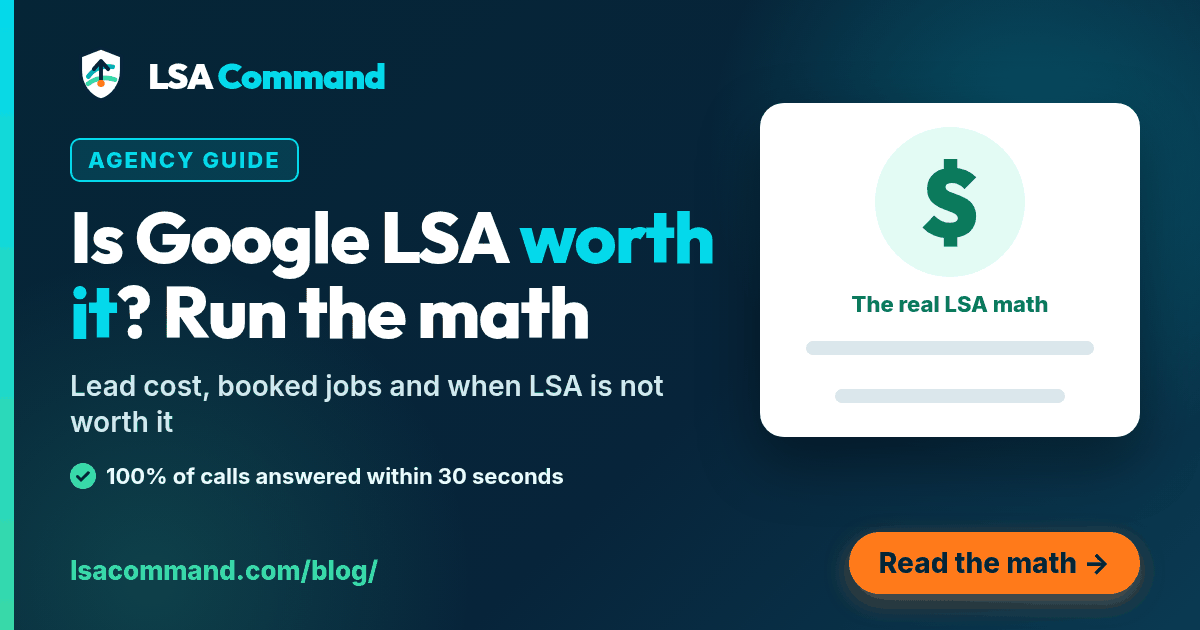 LSA Command
AGENCY GUIDE
Is Google LSA worth
it? Run the math
Lead cost, booked jobs and when LSA is not
worth it
100% of calls answered within 30 seconds
lsacommand.com/blog/
$
The real LSA math
Read the math →